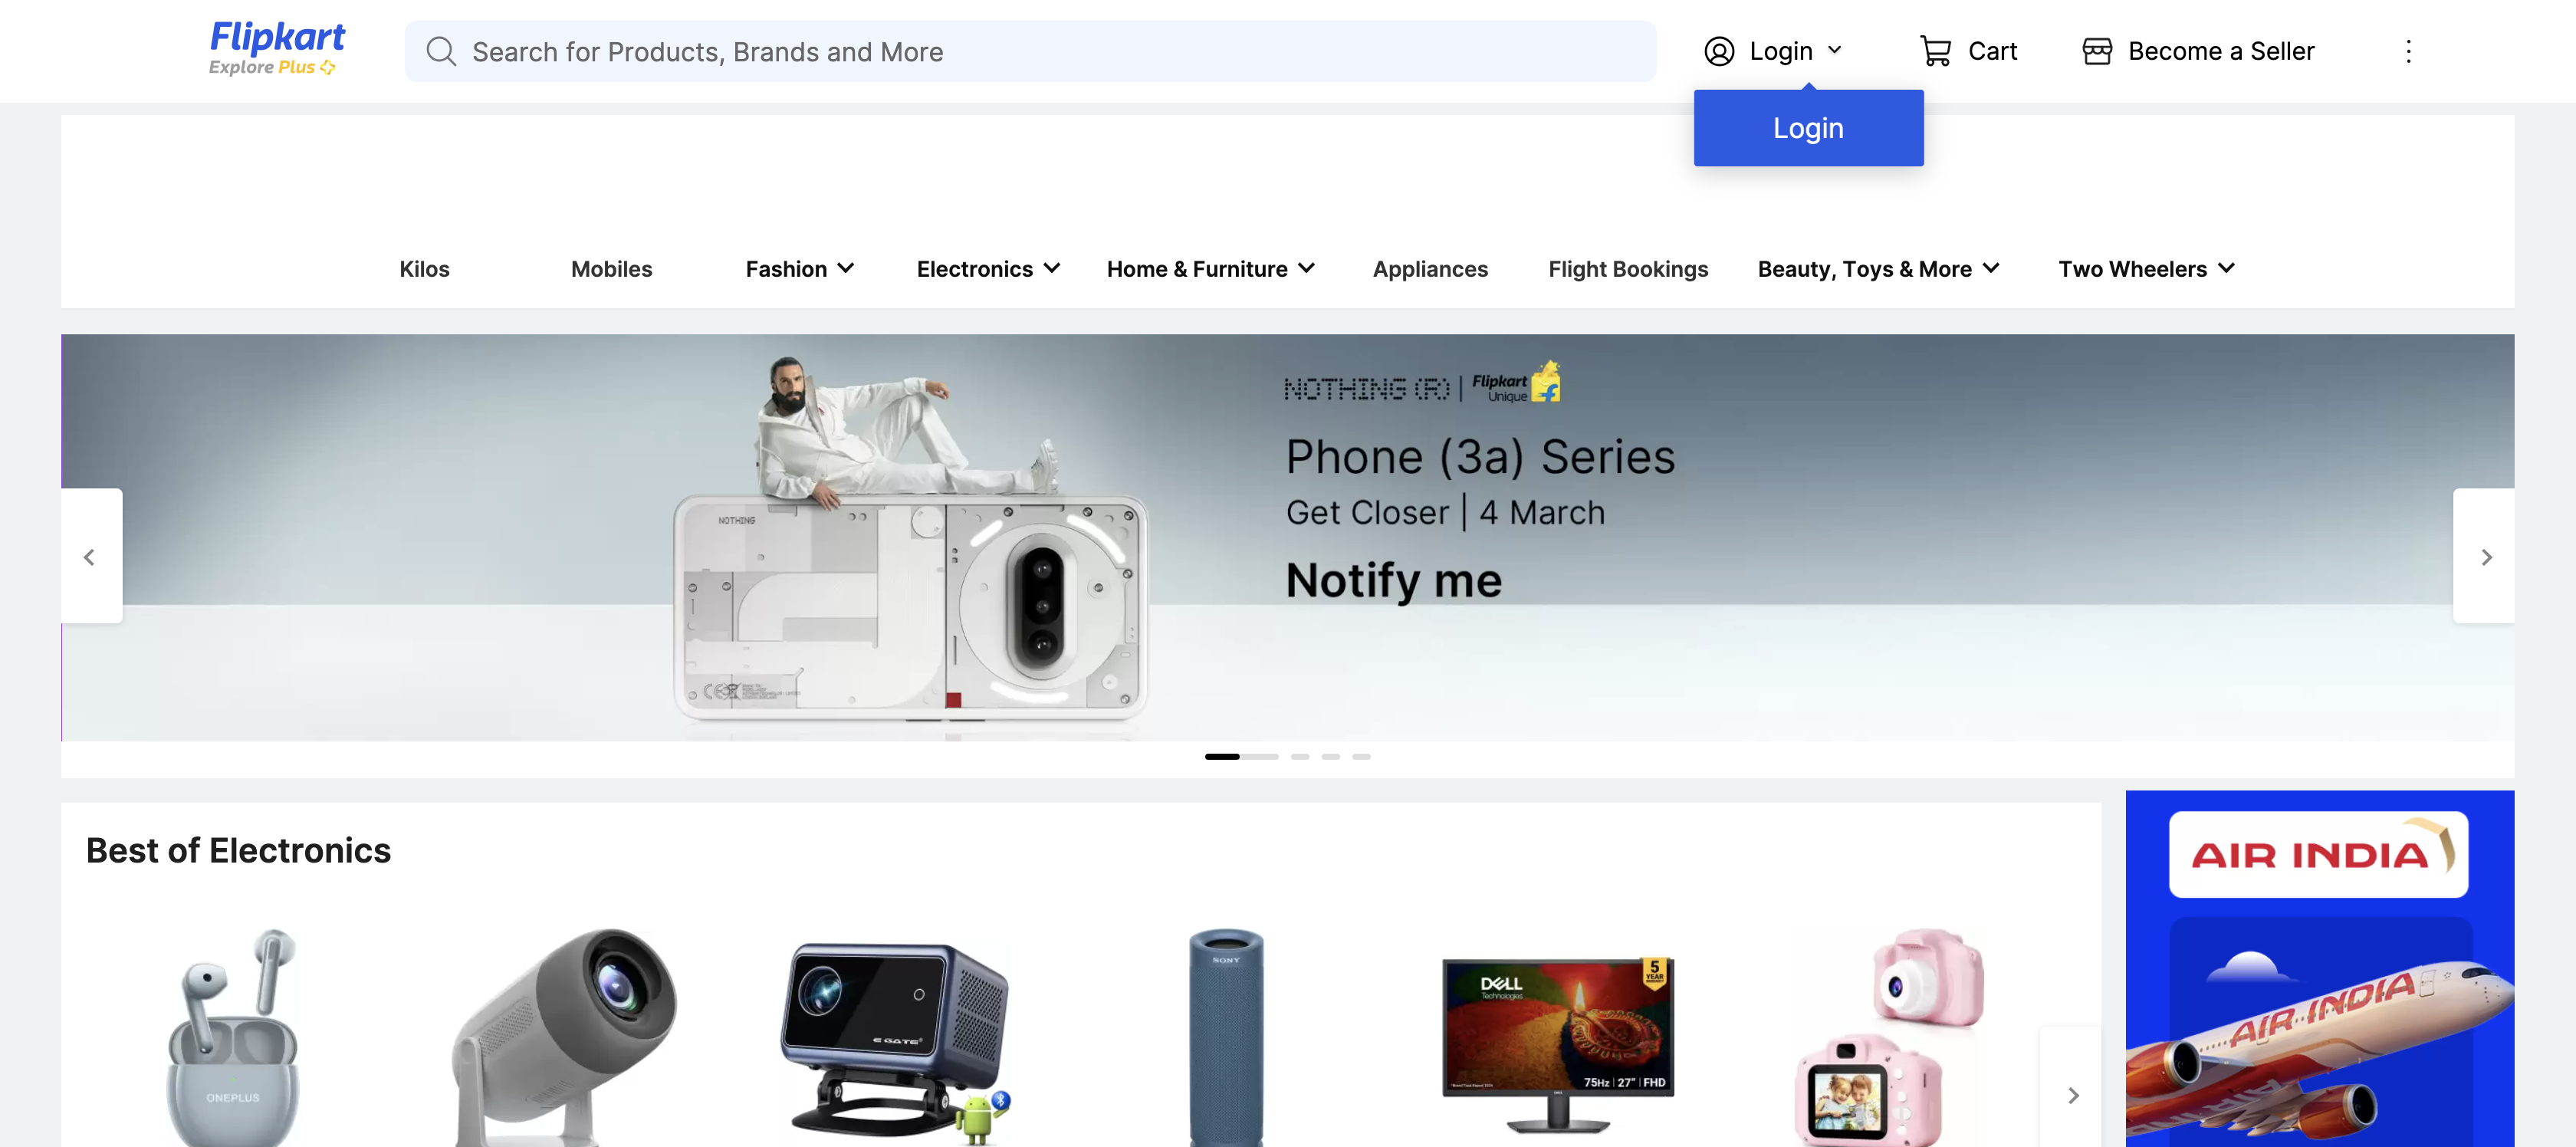 Flipkart
Explore Plus
Search for Products, Brands and More
Login
Cart
Become a Seller
Login
Kilos
Mobiles
Fashion
Electronics
Home & Furniture
Appliances
Flight Bookings
Beauty, Toys & More
Two Wheelers
NOTHING (R) | Flipkart Unique
Phone (3a) Series
Get Closer | 4 March
Notify me
NOTHING
Best of Electronics
ONEPLUS
E GATE
SONY
DELL
Technologies
5
YEAR
75Hz | 27" | FHD
AIR INDIA
AIR INDIA